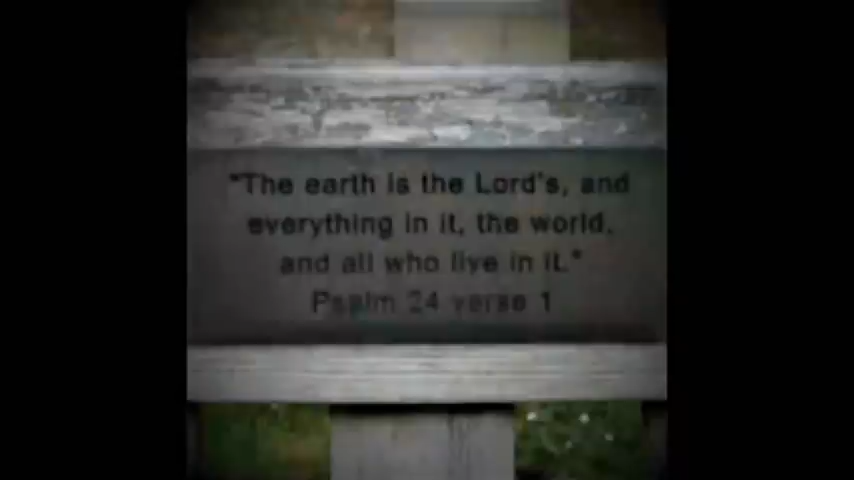 "The earth is the Lord's, and
everything in it, the world,
and all who live in it."
Psalm 24 verse 1